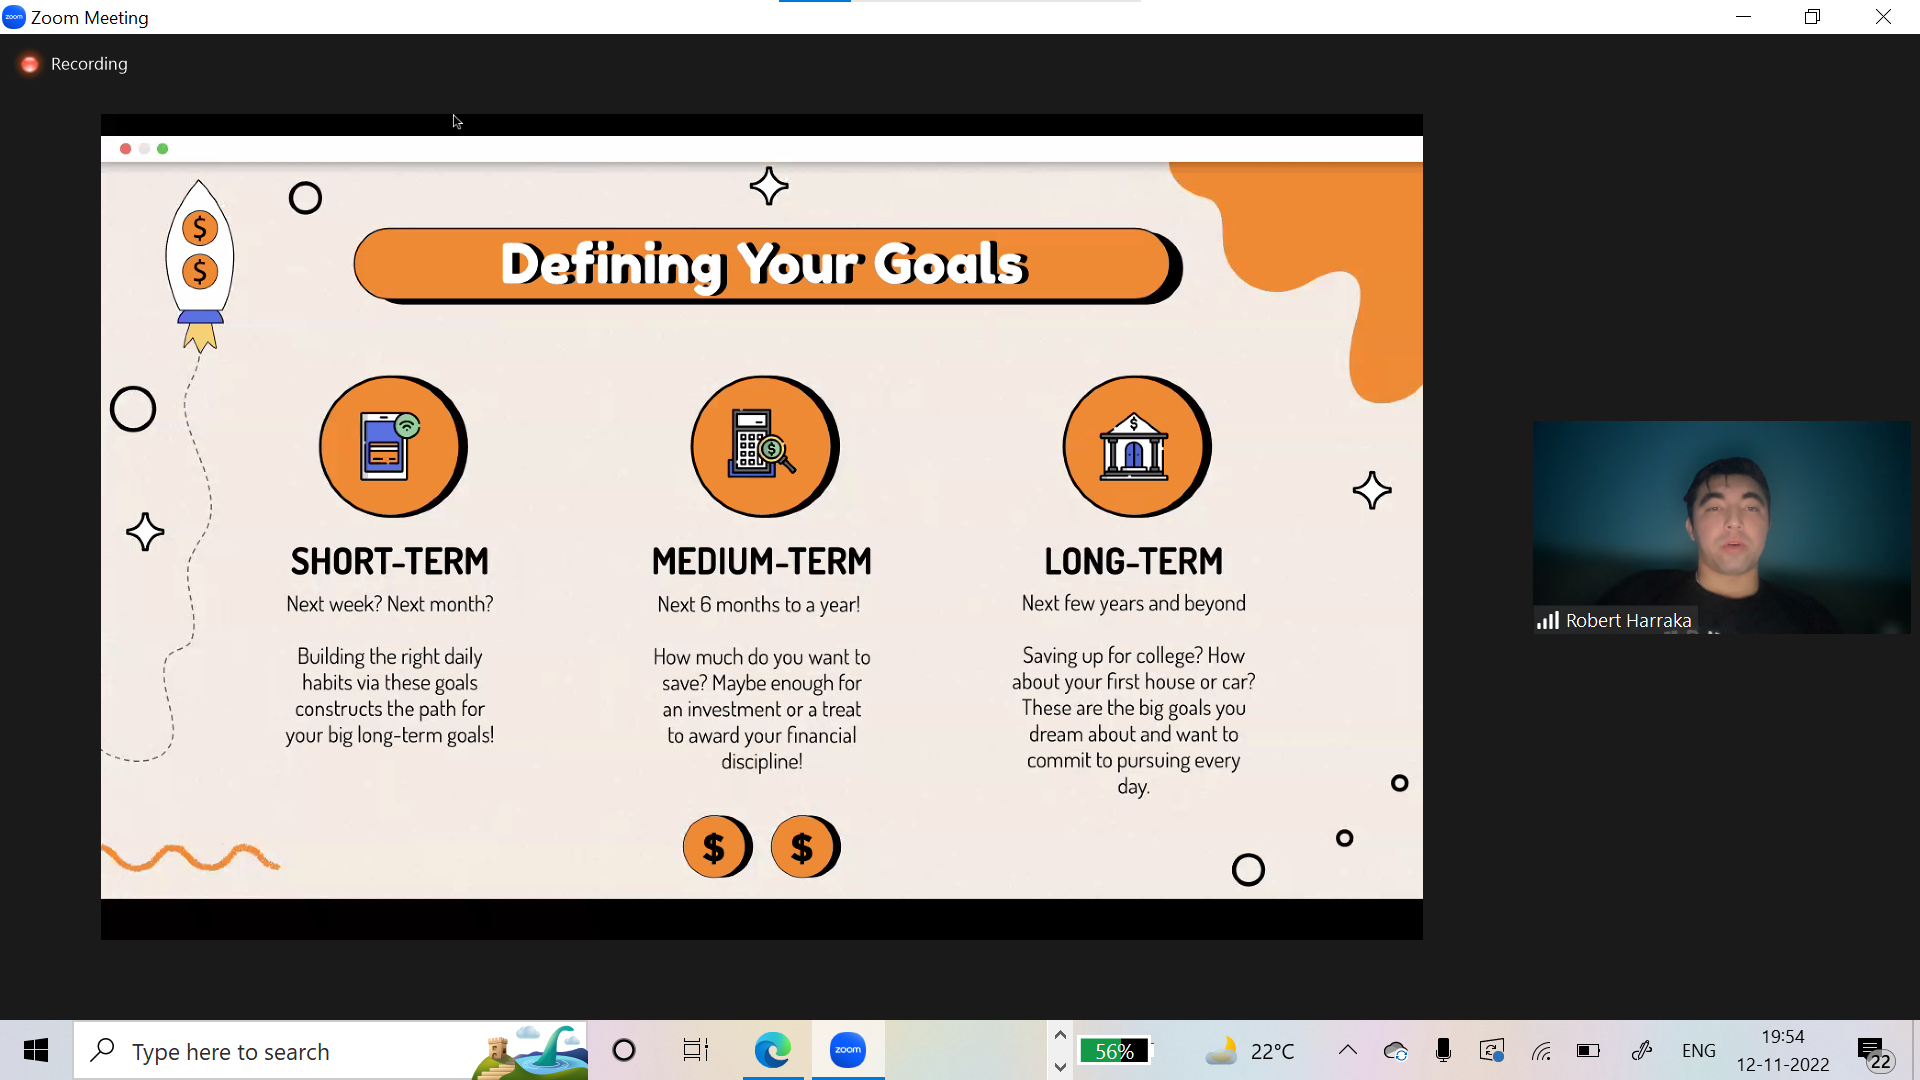 zoom
Zoom Meeting
Recording
$
$
Defining Your Goals
$
$
SHORT-TERM
Next week? Next month?
Building the right daily
habits via these goals
constructs the path for
your big long-term goals!
MEDIUM-TERM
Next 6 months to a year!
How much do you want to
save? Maybe enough for
an investment or a treat
to award your financial
discipline!
LONG-TERM
Next few years and beyond
Saving up for college? How
about your first house or car?
These are the big goals you
dream about and want to
commit to pursuing every
day.
$ $
Robert Harraka
Type here to search
zoom
56%
22°C
ENG
19:54
12-11-2022
22